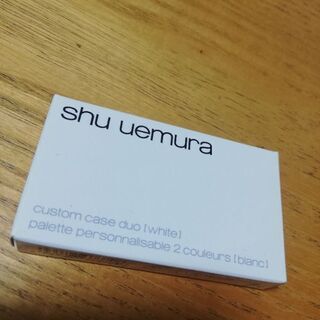 shu uemura
custom case duo [white]
palette personnalisable 2 couleurs [blanc]